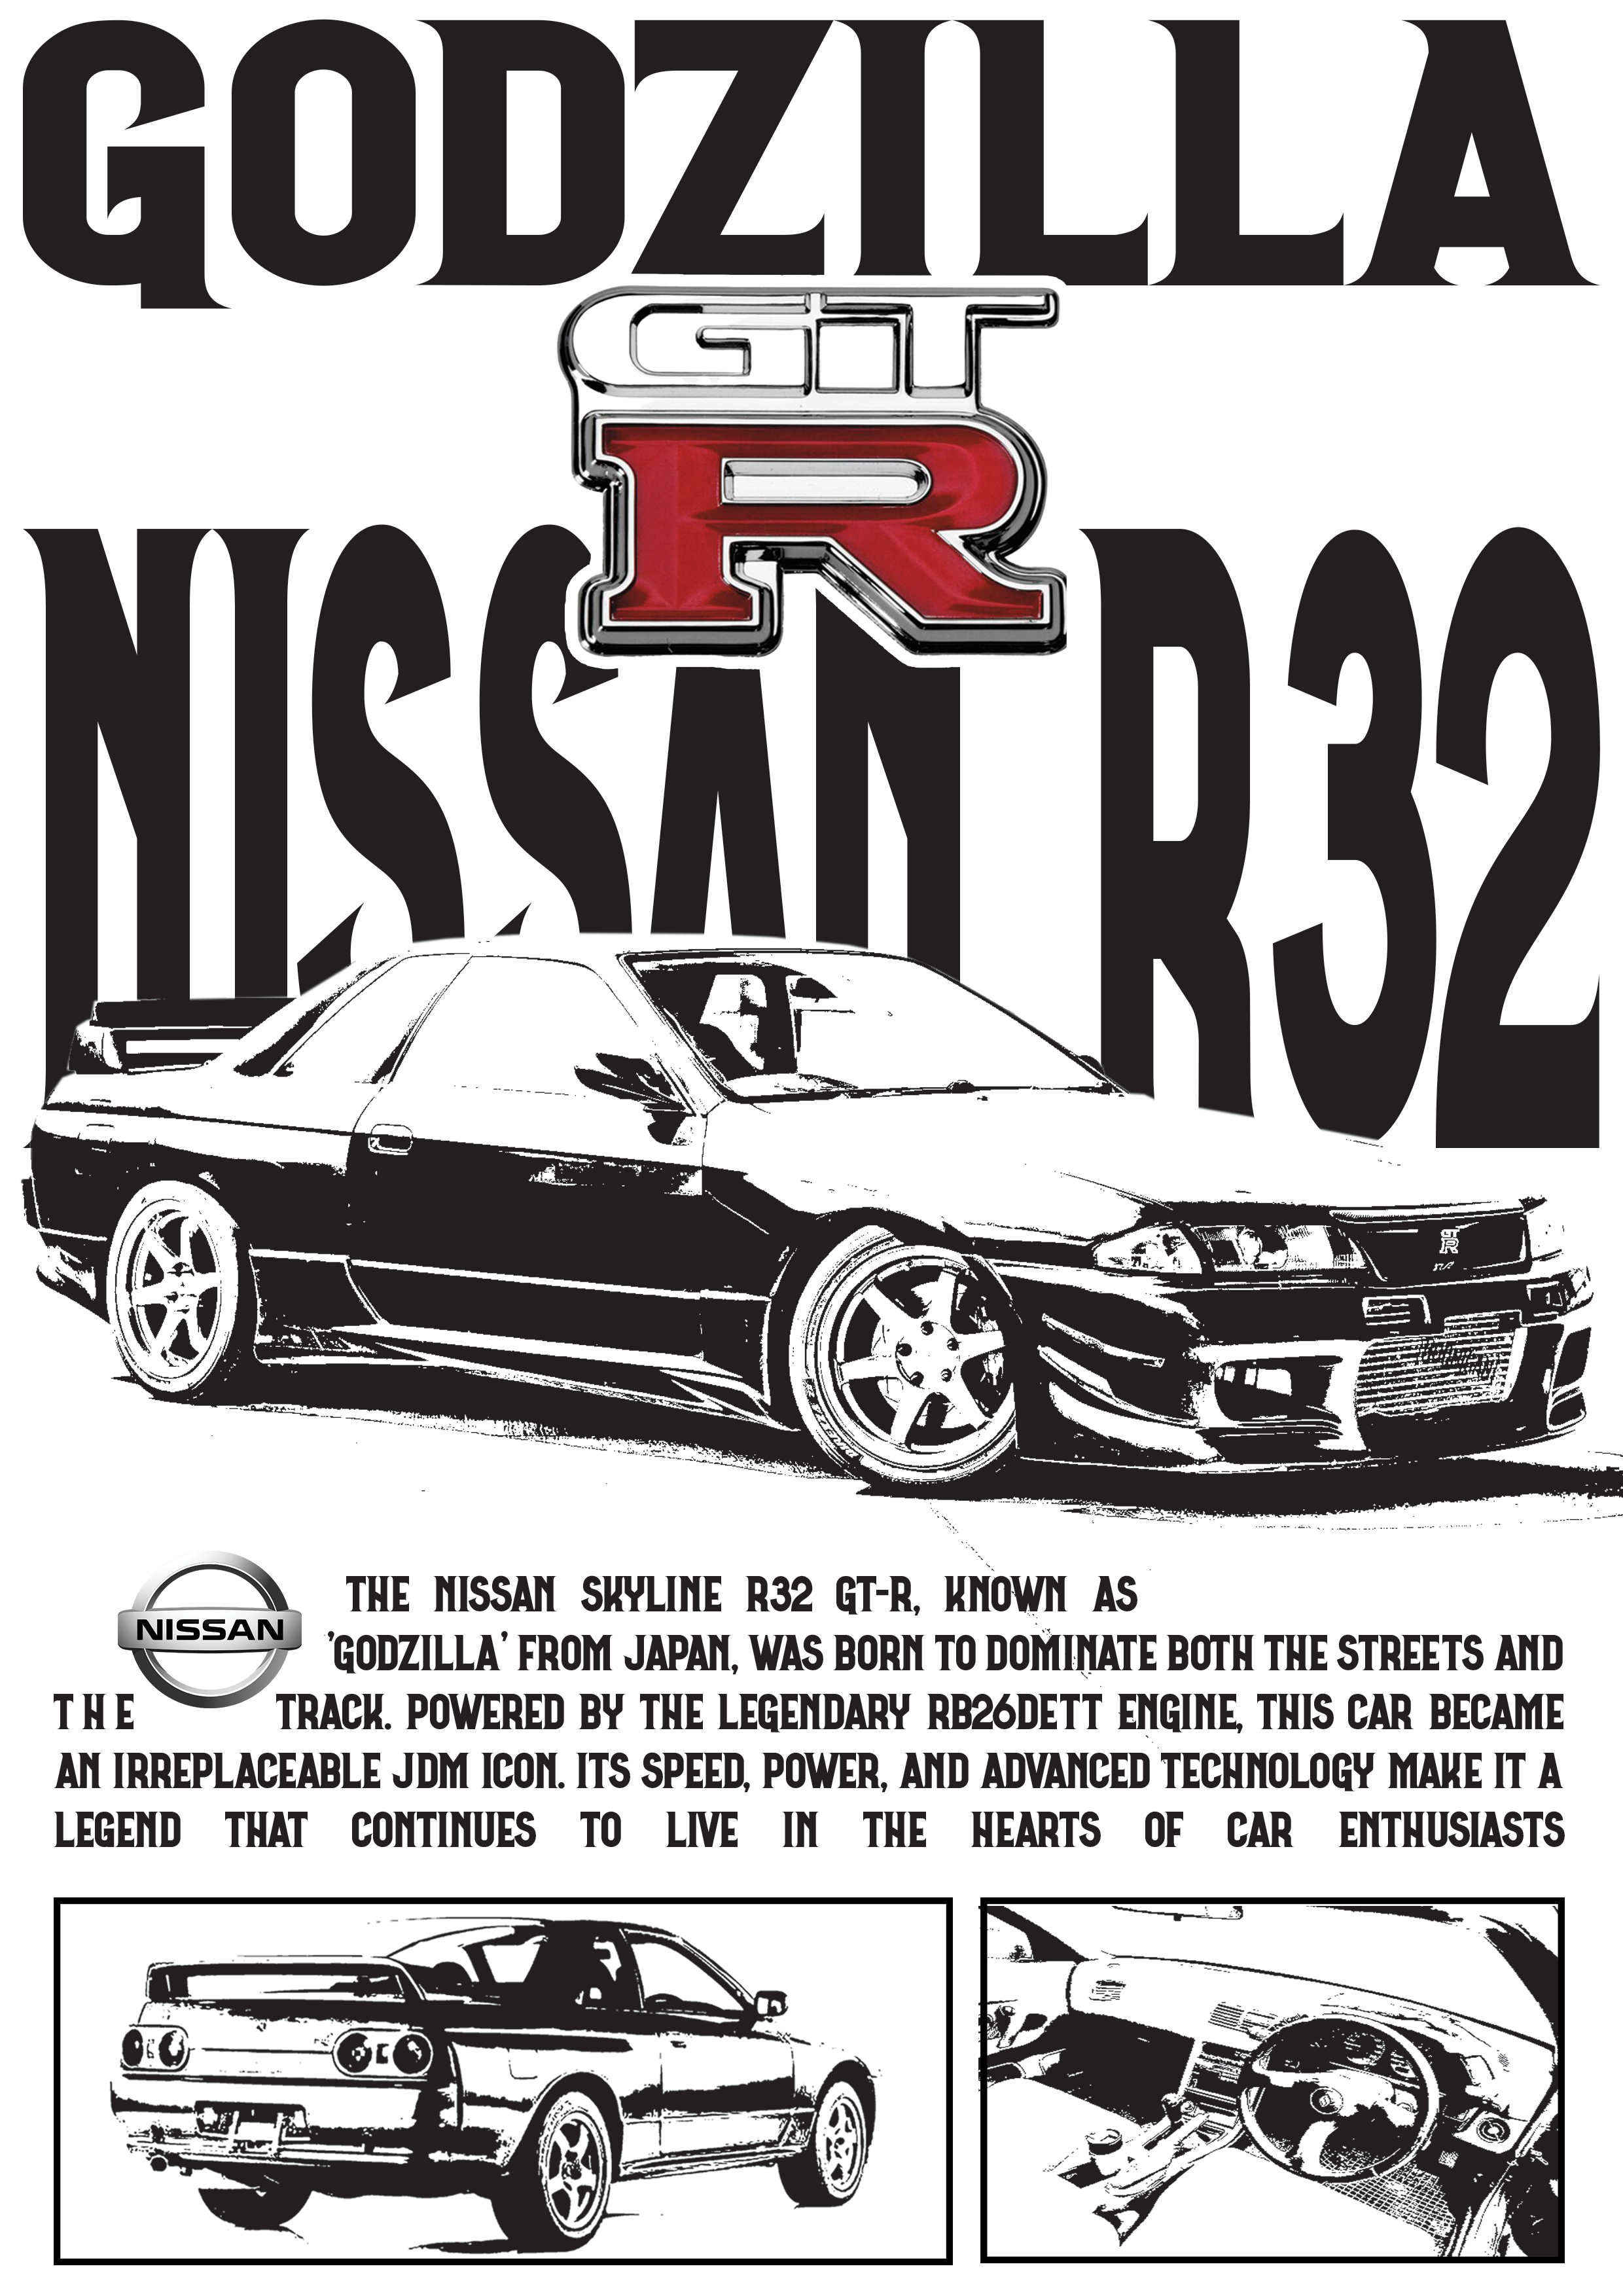 GODZILLA
GT
R
NISSAN R32
GT
R
NISSAN
THE NISSAN SKYLINE R32 GT-R, KNOWN AS
'GODZILLA' FROM JAPAN, WAS BORN TO DOMINATE BOTH THE STREETS AND
THE TRACK. POWERED BY THE LEGENDARY RB26DETT ENGINE, THIS CAR BECAME
AN IRREPLACEABLE JDM ICON. ITS SPEED, POWER, AND ADVANCED TECHNOLOGY MAKE IT A
LEGEND THAT CONTINUES TO LIVE IN THE HEARTS OF CAR ENTHUSIASTS